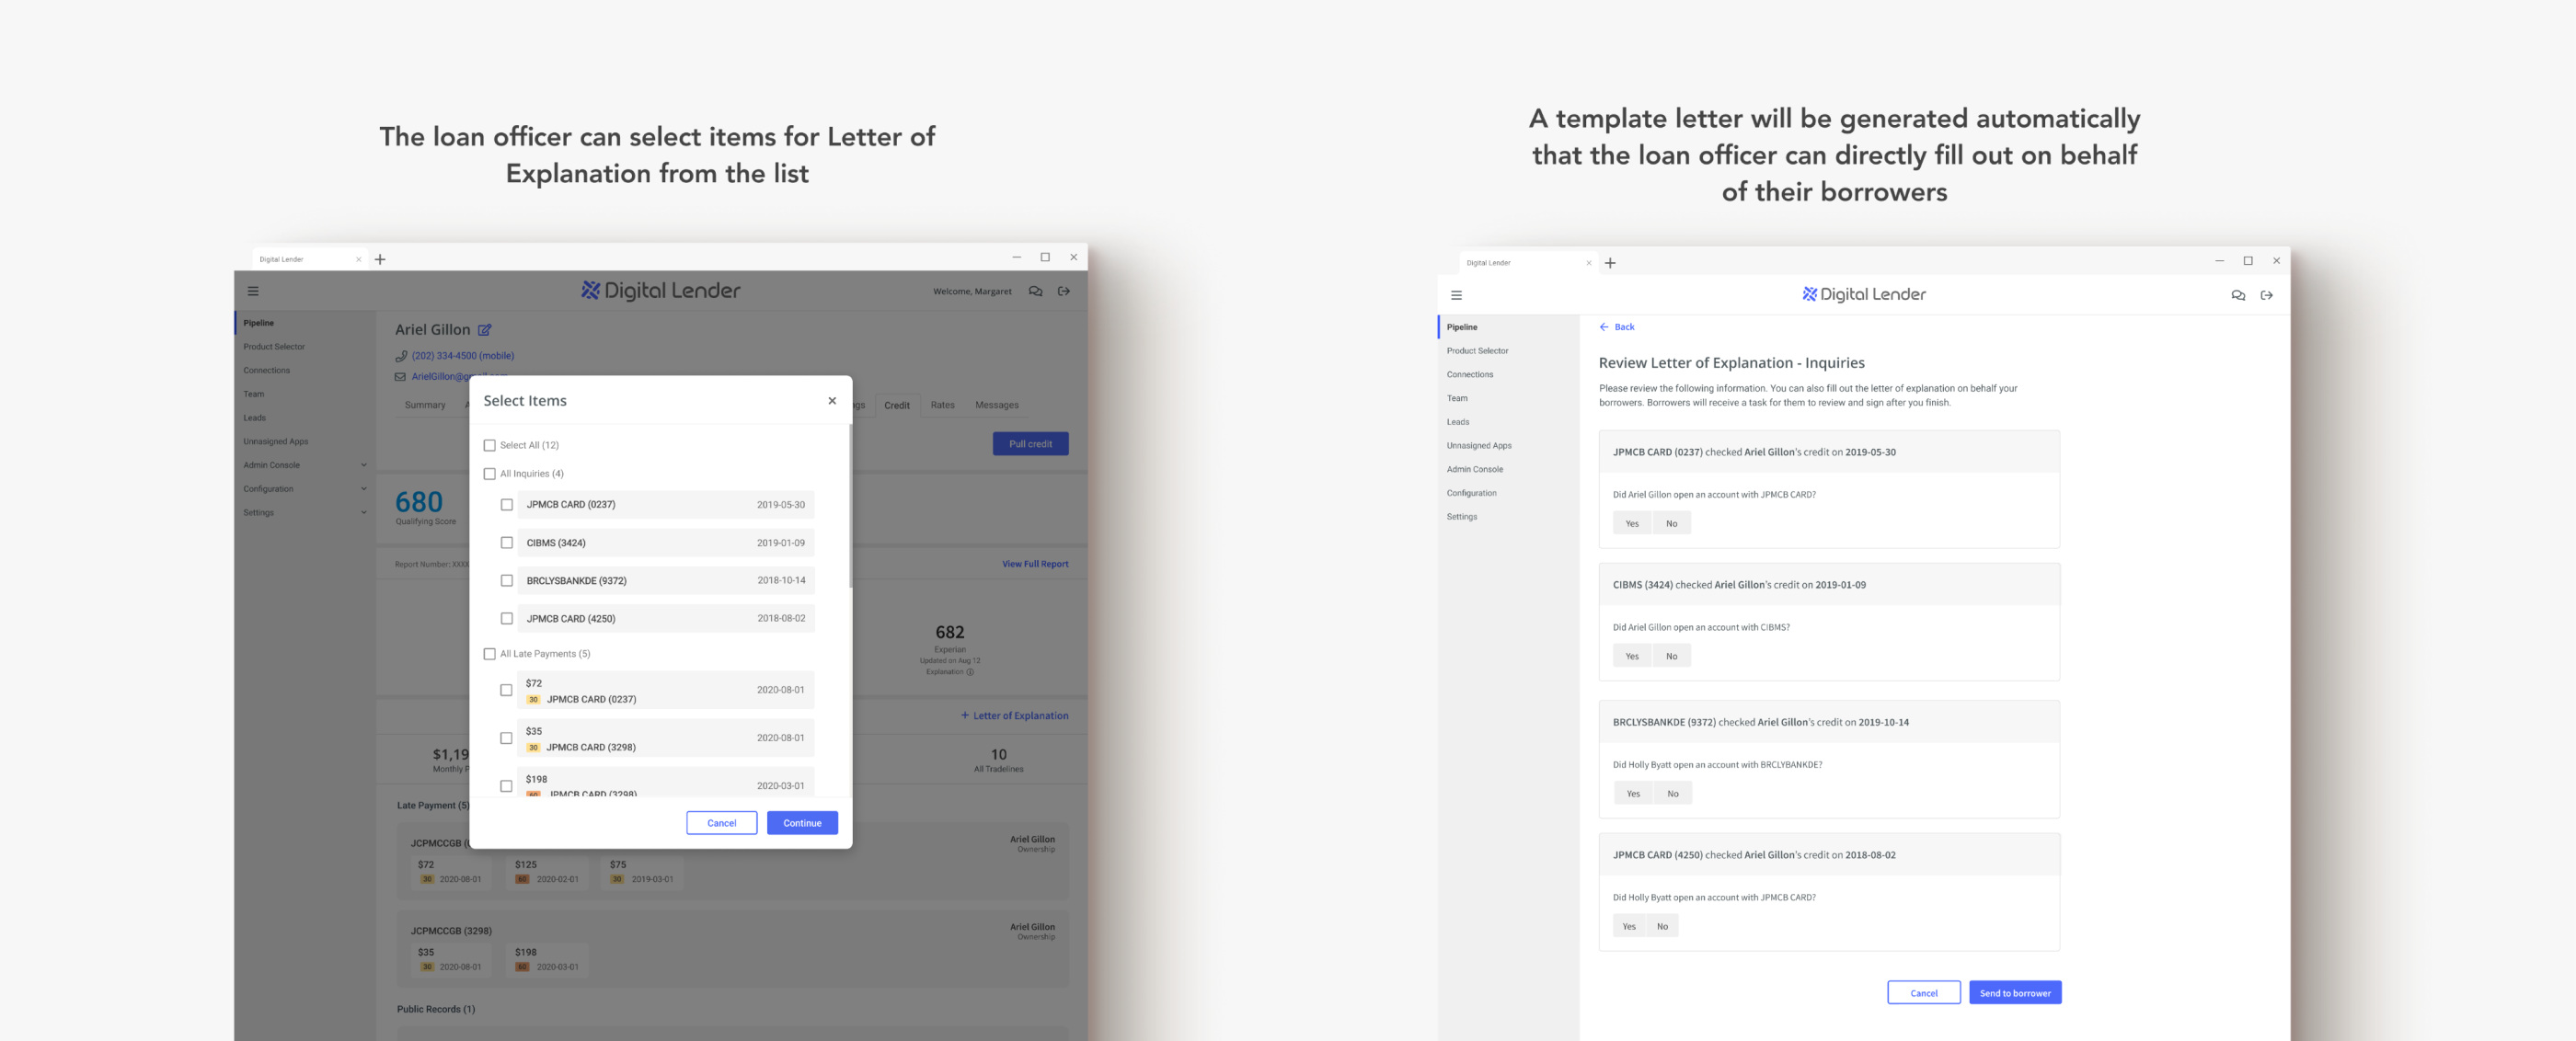 The loan officer can select items for Letter of
Explanation from the list
Digital Lender
Digital Lender
Welcome, Margaret
Pipeline
Product Selector
Connections
Team
Leads
Unnasigned Apps
Admin Console
Configuration
Settings
Ariel Gillon
(202) 334-4500 (mobile)
Summary
Credit
Rates
Messages
Pull credit
680
Qualifying Score
Report Number:
View Full Report
682
Experian
Updated on Aug 12
Explanation
+ Letter of Explanation
$1,19
Monthly P
10
All Tradelines
Late Payment (5)
JCPMCCGB
Ariel Gillon
Ownership
$72
30 2020-08-01
$125
60 2020-02-01
$75
30 2019-03-01
JCPMCCGB (3298)
Ariel Gillon
Ownership
$35
30 2020-08-01
$198
60 2020-03-01
Public Records (1)
Select Items
Select All (12)
All Inquiries (4)
JPMCB CARD (0237) 2019-05-30
CIBMS (3424) 2019-01-09
BRCLYSBANKDE (9372) 2018-10-14
JPMCB CARD (4250) 2018-08-02
All Late Payments (5)
$72
30 JPMCB CARD (0237)
2020-08-01
$35
30 JPMCB CARD (3298)
2020-08-01
$198
60 JPMCB CARD (3298)
2020-03-01
Cancel
Continue
A template letter will be generated automatically
that the loan officer can directly fill out on behalf
of their borrowers
Digital Lender
Digital Lender
Pipeline
Product Selector
Connections
Team
Leads
Unnasigned Apps
Admin Console
Configuration
Settings
Back
Review Letter of Explanation - Inquiries
Please review the following information. You can also fill out the letter of explanation on behalf your
borrowers. Borrowers will receive a task for them to review and sign after you finish.
JPMCB CARD (0237) checked Ariel Gillon's credit on 2019-05-30
Did Ariel Gillon open an account with JPMCB CARD?
Yes No
CIBMS (3424) checked Ariel Gillon's credit on 2019-01-09
Did Ariel Gillon open an account with CIBMS?
Yes No
BRCLYSBANKDE (9372) checked Ariel Gillon's credit on 2019-10-14
Did Holly Byatt open an account with BRCLYBANKDE?
Yes No
JPMCB CARD (4250) checked Ariel Gillon's credit on 2018-08-02
Did Holly Byatt open an account with JPMCB CARD?
Yes No
Cancel
Send to borrower